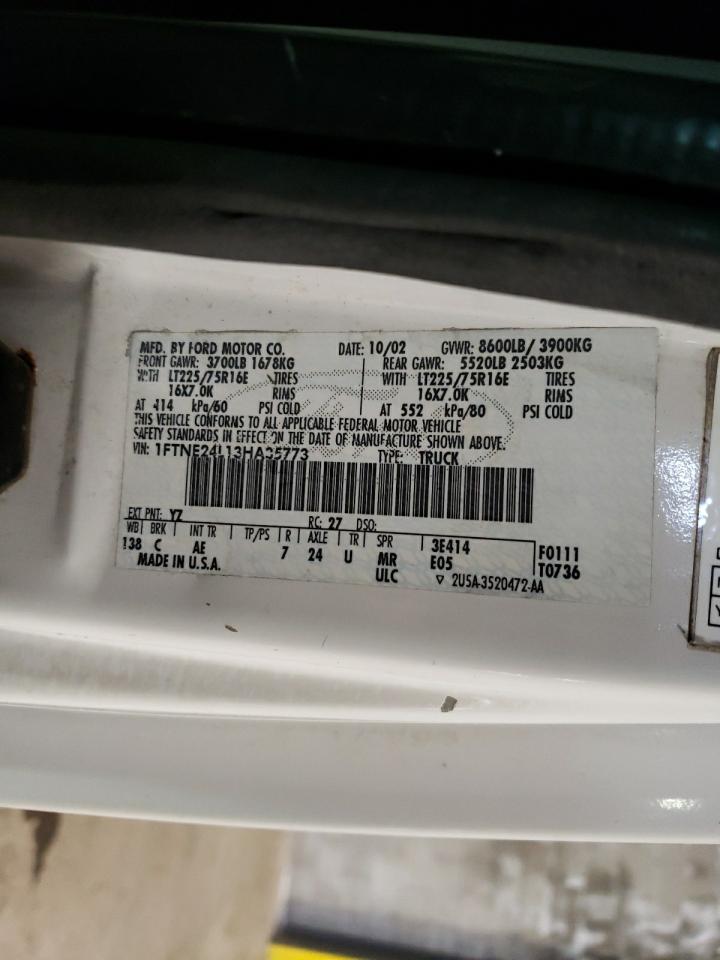 MFD. BY FORD MOTOR CO. DATE: 10/02 GVWR: 8600LB/ 3900KG
FRONT GAWR: 3700LB 1678KG REAR GAWR: 5520LB 2503KG
WITH LT225/75R16E TIRES WITH LT225/75R16E TIRES
16X7.0K RIMS 16X7.0K RIMS
AT 414 kPa/60 PSI COLD AT 552 kPa/80 PSI COLD
THIS VEHICLE CONFORMS TO ALL APPLICABLE FEDERAL MOTOR VEHICLE
SAFETY STANDARDS IN EFFECT ON THE DATE OF MANUFACTURE SHOWN ABOVE.
VIN: 1FTNE24L13HA35773 TYPE: TRUCK
EXT PNT: YZ RC: 27 DSO:
WB BRK INT TR TP/PS R AXLE TR SPR 3E414 F0111
138 C AE 7 24 U MR E05 T0736
MADE IN U.S.A. ULC ▽ 2U5A-3520472-AA